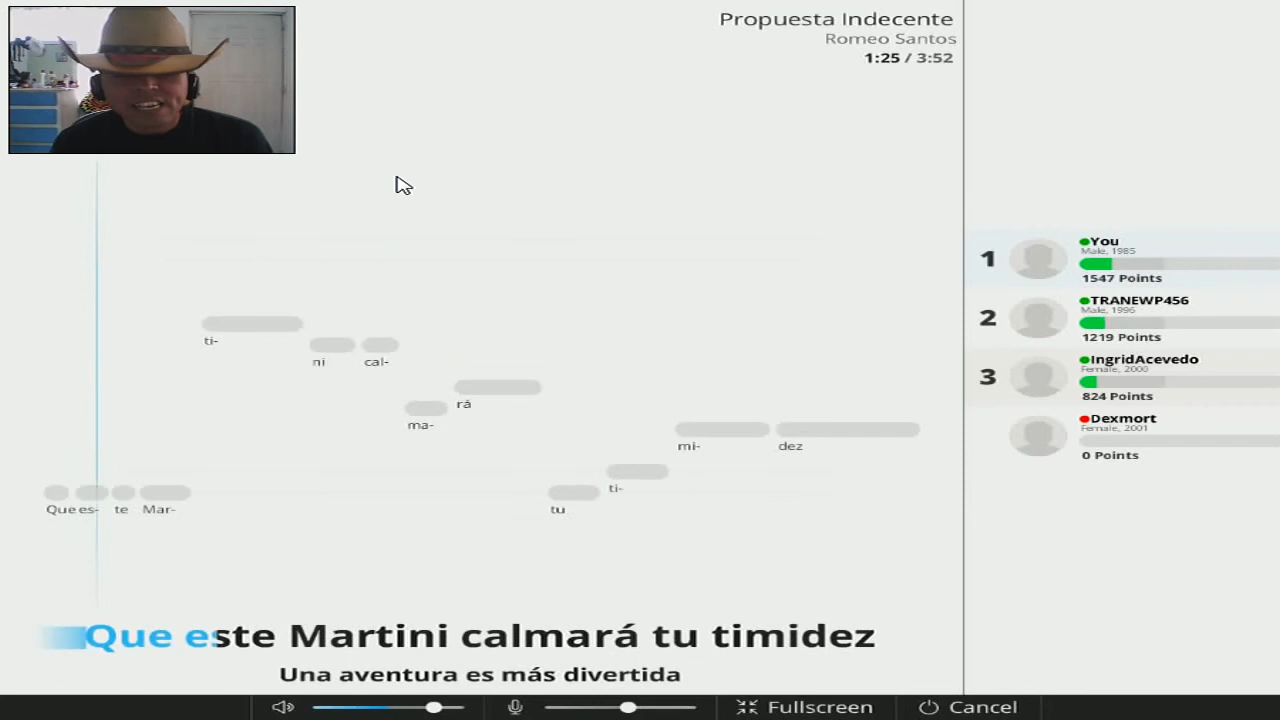 Propuesta Indecente
Romeo Santos
1:25 / 3:52
1
You
Male, 1985
1547 Points
2
TRANEWP456
Male, 1996
1219 Points
3
IngridAcevedo
Female, 2000
824 Points
Dexmort
Female, 2001
0 Points
ti-
ni
cal-
rá
ma-
mi-
dez
ti-
Que es- te Mar-
tu
Que este Martini calmará tu timidez
Una aventura es más divertida
Fullscreen
Cancel